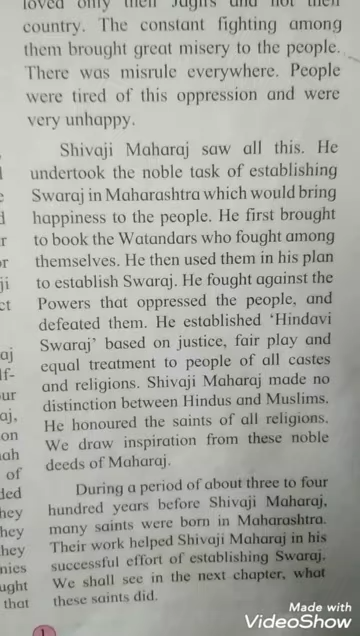 loved only their Jagirs and not their
country. The constant fighting among
them brought great misery to the people.
There was misrule everywhere. People
were tired of this oppression and were
very unhappy.
Shivaji Maharaj saw all this. He
undertook the noble task of establishing
Swaraj in Maharashtra which would bring
happiness to the people. He first brought
to book the Watandars who fought among
themselves. He then used them in his plan
to establish Swaraj. He fought against the
Powers that oppressed the people, and
defeated them. He established ‘Hindavi
Swaraj’ based on justice, fair play and
equal treatment to people of all castes
and religions. Shivaji Maharaj made no
distinction between Hindus and Muslims.
He honoured the saints of all religions.
We draw inspiration from these noble
deeds of Maharaj.
During a period of about three to four
hundred years before Shivaji Maharaj,
many saints were born in Maharashtra.
Their work helped Shivaji Maharaj in his
successful effort of establishing Swaraj.
We shall see in the next chapter, what
these saints did.
1
Made with
VideoShow